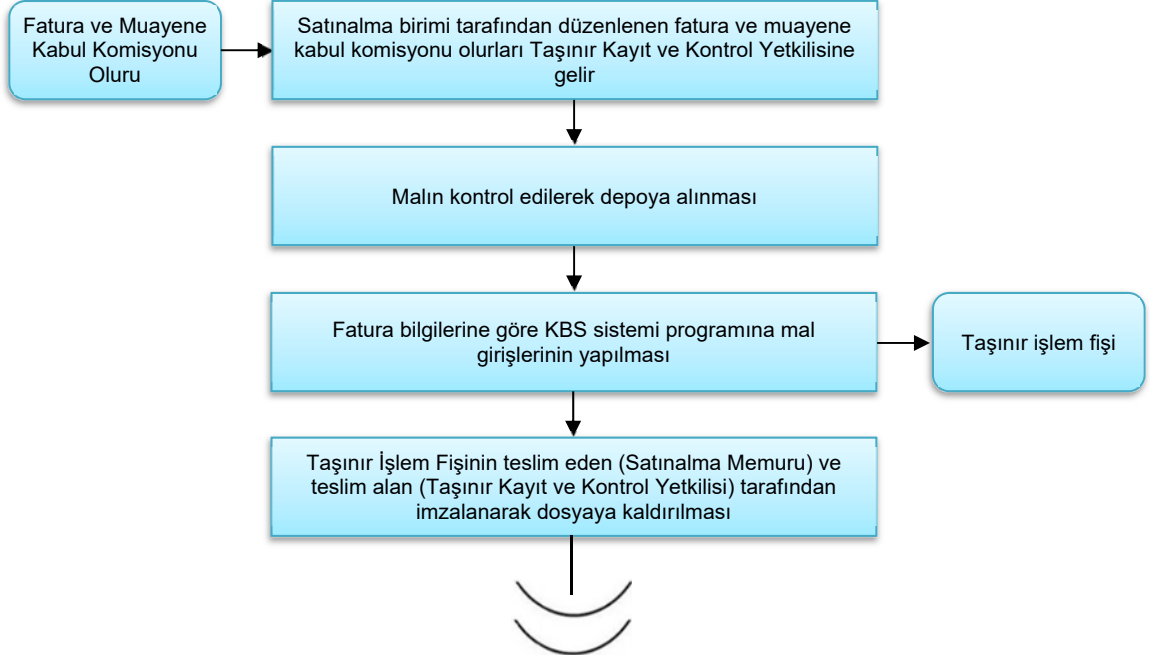 Fatura ve Muayene
Kabul Komisyonu
Oluru
Satınalma birimi tarafından düzenlenen fatura ve muayene
kabul komisyonu olurları Taşınır Kayıt ve Kontrol Yetkilisine
gelir
Malın kontrol edilerek depoya alınması
Fatura bilgilerine göre KBS sistemi programına mal
girişlerinin yapılması
Taşınır işlem fişi
Taşınır İşlem Fişinin teslim eden (Satınalma Memuru) ve
teslim alan (Taşınır Kayıt ve Kontrol Yetkilisi) tarafından
imzalanarak dosyaya kaldırılması